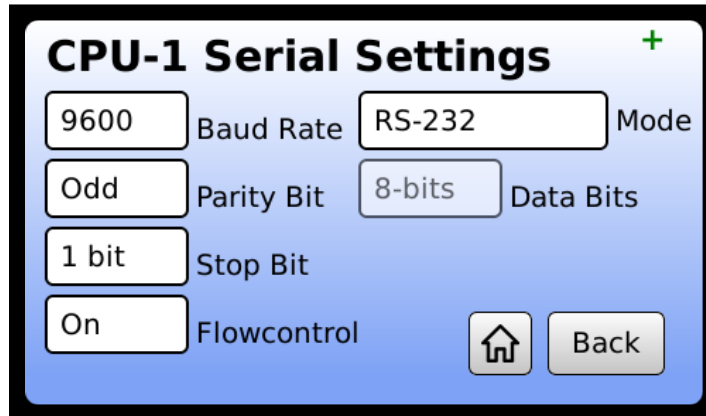 CPU-1 Serial Settings +
9600 Baud Rate RS-232 Mode
Odd Parity Bit 8-bits Data Bits
1 bit Stop Bit
On Flowcontrol
Back